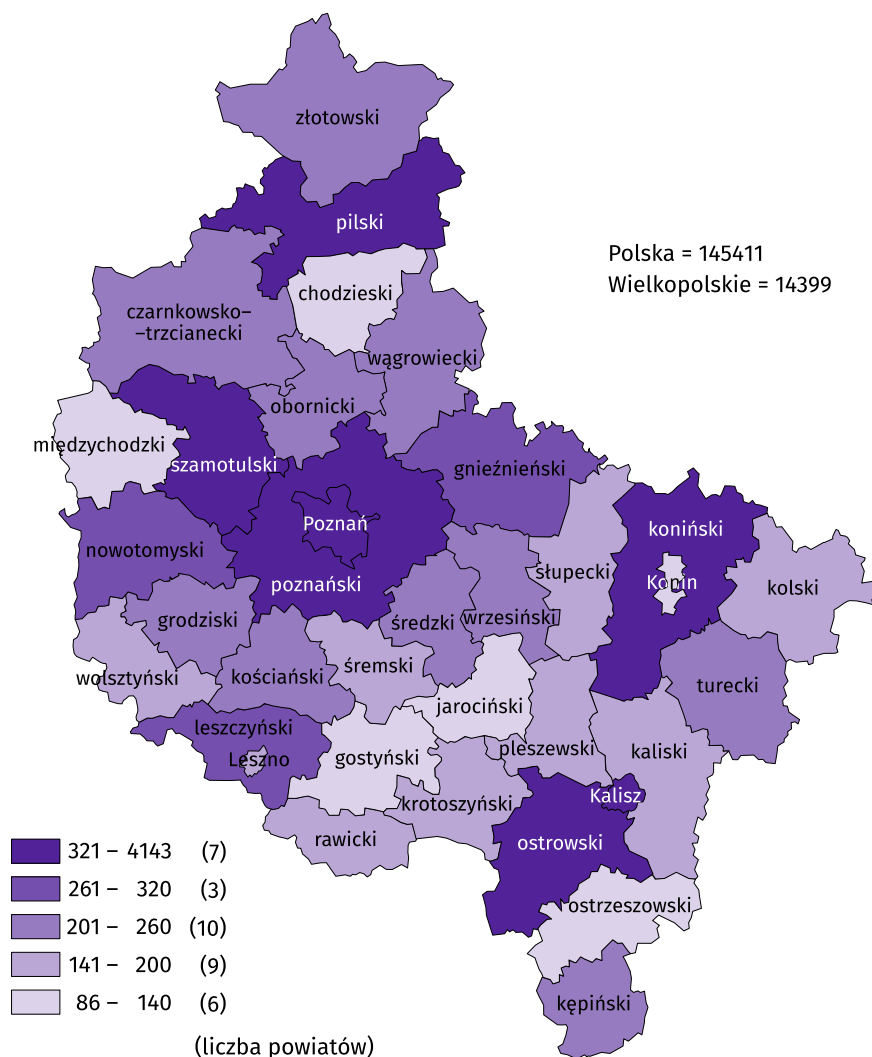 złotowski
pilski
Polska = 145411
Wielkopolskie = 14399
chodzieski
czarnkowsko–
–trzcianecki
wągrowiecki
obornicki
międzychodzki
szamotulski
gnieźnieński
Poznań
koniński
nowotomyski
poznański
słupecki
Konin
kolski
grodziski
średzki
wrzesiński
wolsztyński
kościański
śremski
turecki
jarociński
leszczyński
Leszno
gostyński
pleszewski
kaliski
krotoszyński
Kalisz
rawicki
ostrowski
ostrzeszowski
kępiński
321 – 4143 (7)
261 – 320 (3)
201 – 260 (10)
141 – 200 (9)
86 – 140 (6)
(liczba powiatów)